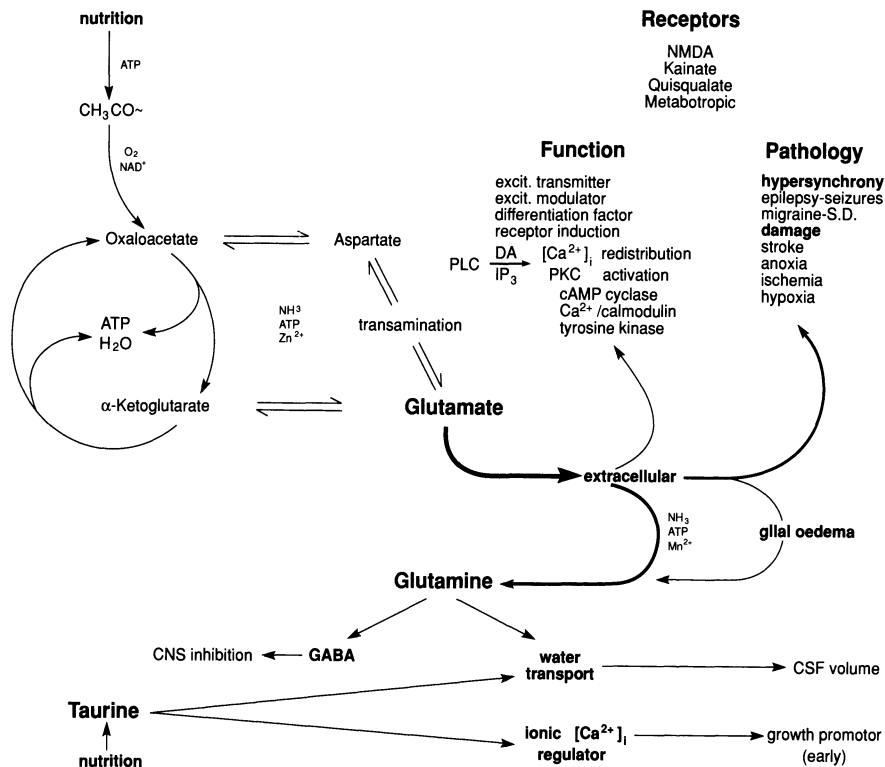 nutrition
ATP
CH₃CO~
O₂
NAD⁺
Receptors
NMDA
Kainate
Quisqualate
Metabotropic
Function
excit. transmitter
excit. modulator
differentiation factor
receptor induction
PLC DA [Ca²⁺]ᵢ redistribution
IP₃ PKC activation
cAMP cyclase
Ca²⁺ /calmodulin
tyrosine kinase
Pathology
hypersynchrony
epilepsy-seizures
migraine-S.D.
damage
stroke
anoxia
ischemia
hypoxia
Oxaloacetate
Aspartate
ATP
H₂O
NH³
ATP
Zn²⁺
transamination
α-Ketoglutarate
Glutamate
extracellular
NH₃
ATP
Mn²⁺
glial oedema
Glutamine
CNS inhibition
GABA
water
transport
CSF volume
Taurine
nutrition
ionic [Ca²⁺]ᵢ
regulator
growth promotor
(early)